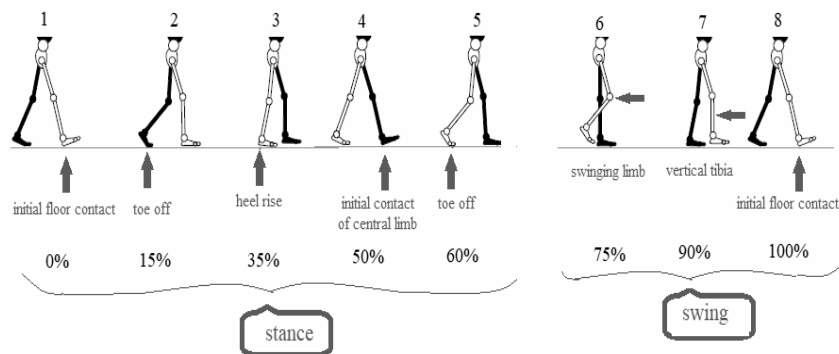 1 2 3 4 5 6 7 8
initial floor contact
toe off
heel rise
initial contact
of central limb
toe off
swinging limb
vertical tibia
initial floor contact
0% 15% 35% 50% 60% 75% 90% 100%
stance
swing